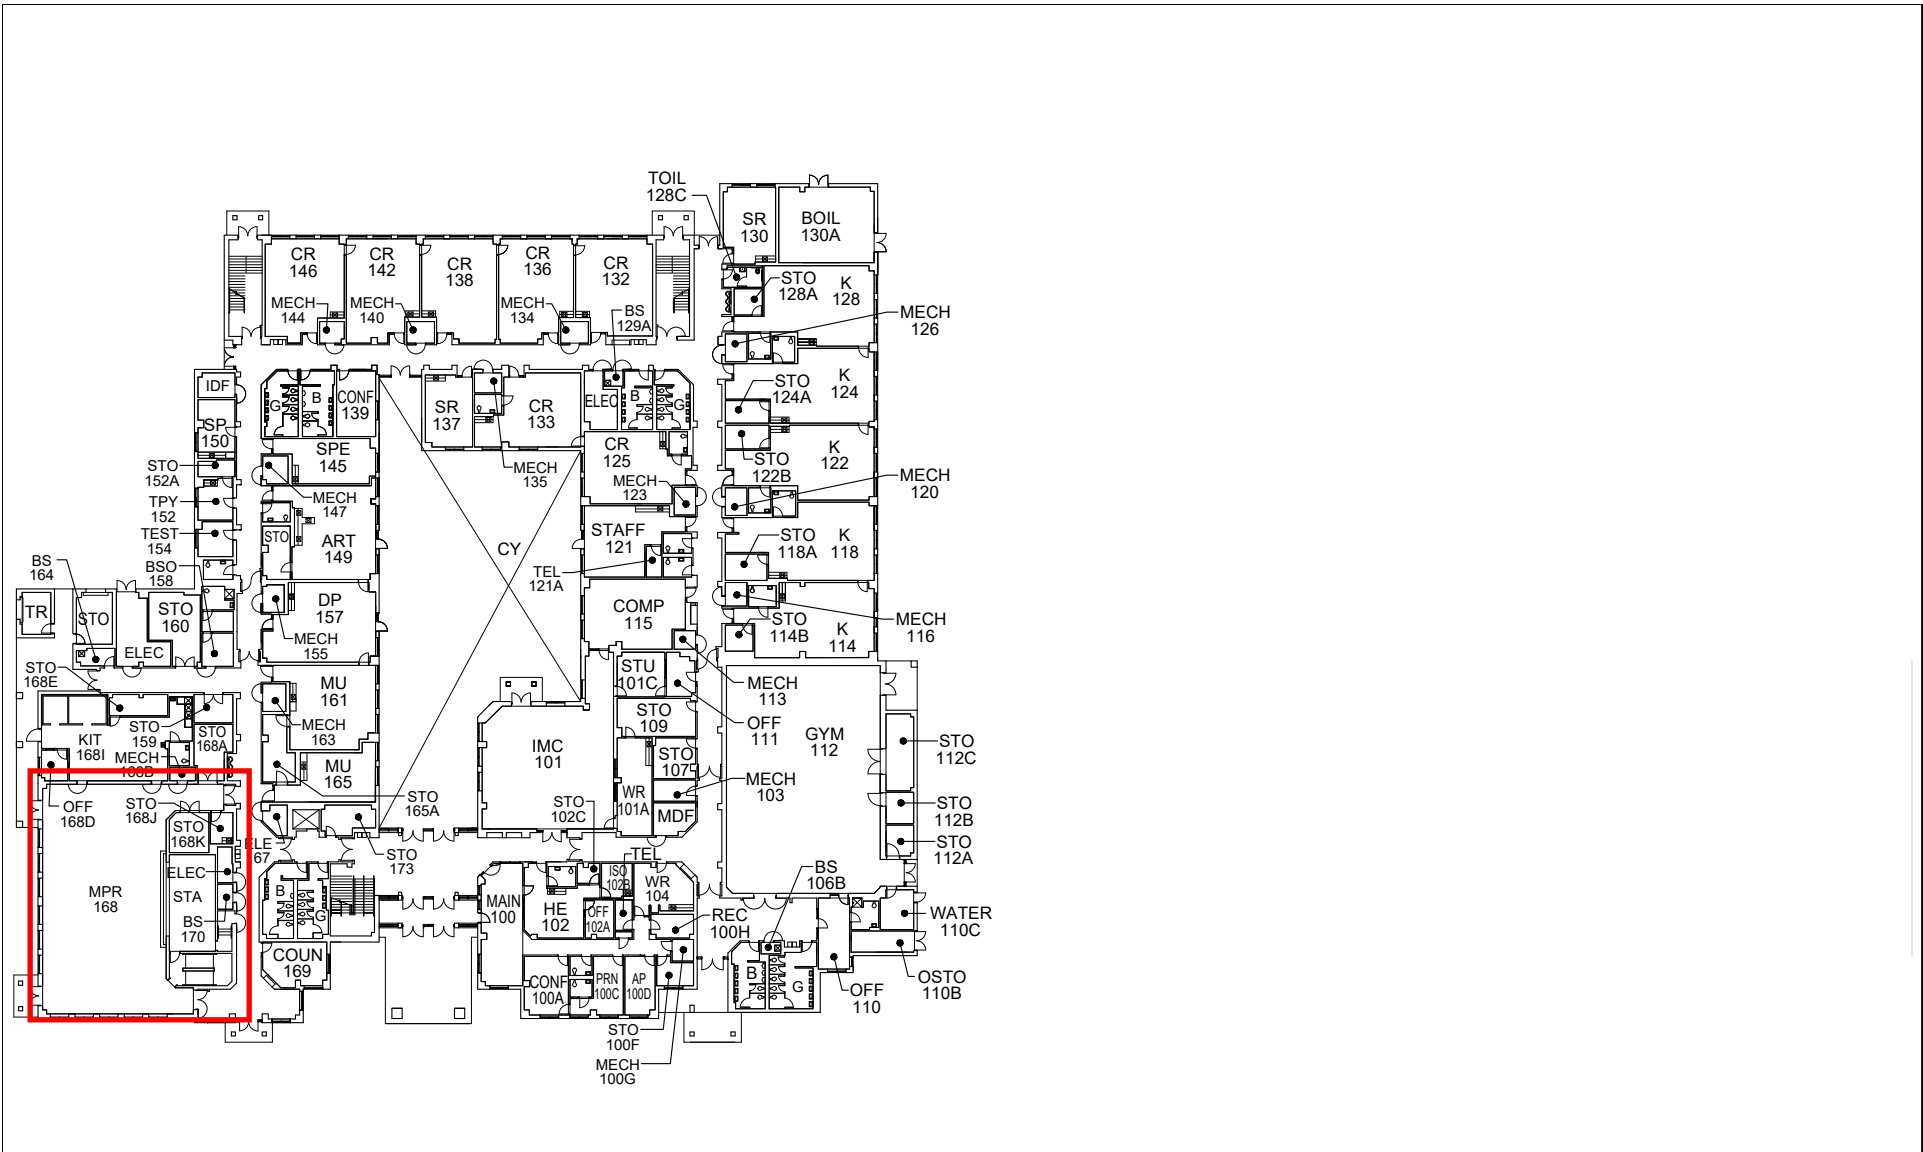 TOIL
128C
SR
130
BOIL
130A
CR
146
CR
142
CR
138
CR
136
CR
132
STO
128A
K
128
MECH
144
MECH
140
MECH
134
BS
129A
MECH
126
IDF
G
B
CONF
139
SR
137
CR
133
ELEC
B
G
STO
124A
K
124
SP
150
SPE
145
CR
125
STO
122B
K
122
STO
152A
MECH
135
MECH
123
MECH
120
TPY
152
MECH
147
TEST
154
STO
ART
149
CY
STAFF
121
STO
118A
K
118
BS
164
BSO
158
TEL
121A
TR
STO
STO
160
DP
157
COMP
115
MECH
116
STO
114B
K
114
ELEC
MECH
155
STO
168E
MU
161
STU
101C
MECH
113
STO
109
OFF
111
KIT
168I
STO
159
STO
168A
MECH
163
IMC
101
GYM
112
STO
112C
MECH
168B
MU
165
STO
107
MECH
103
WR
101A
OFF
168D
STO
168J
STO
165A
STO
102C
MDF
STO
112B
STO
168K
ELE
67
STO
173
TEL
STO
112A
ELEC
ISO
102B
BS
106B
MPR
168
STA
B
G
MAIN
100
HE
102
OFF
102A
WR
104
BS
170
REC
100H
WATER
110C
COUN
169
CONF
100A
PRN
100C
AP
100D
B
G
OFF
110
OSTO
110B
STO
100F
MECH
100G